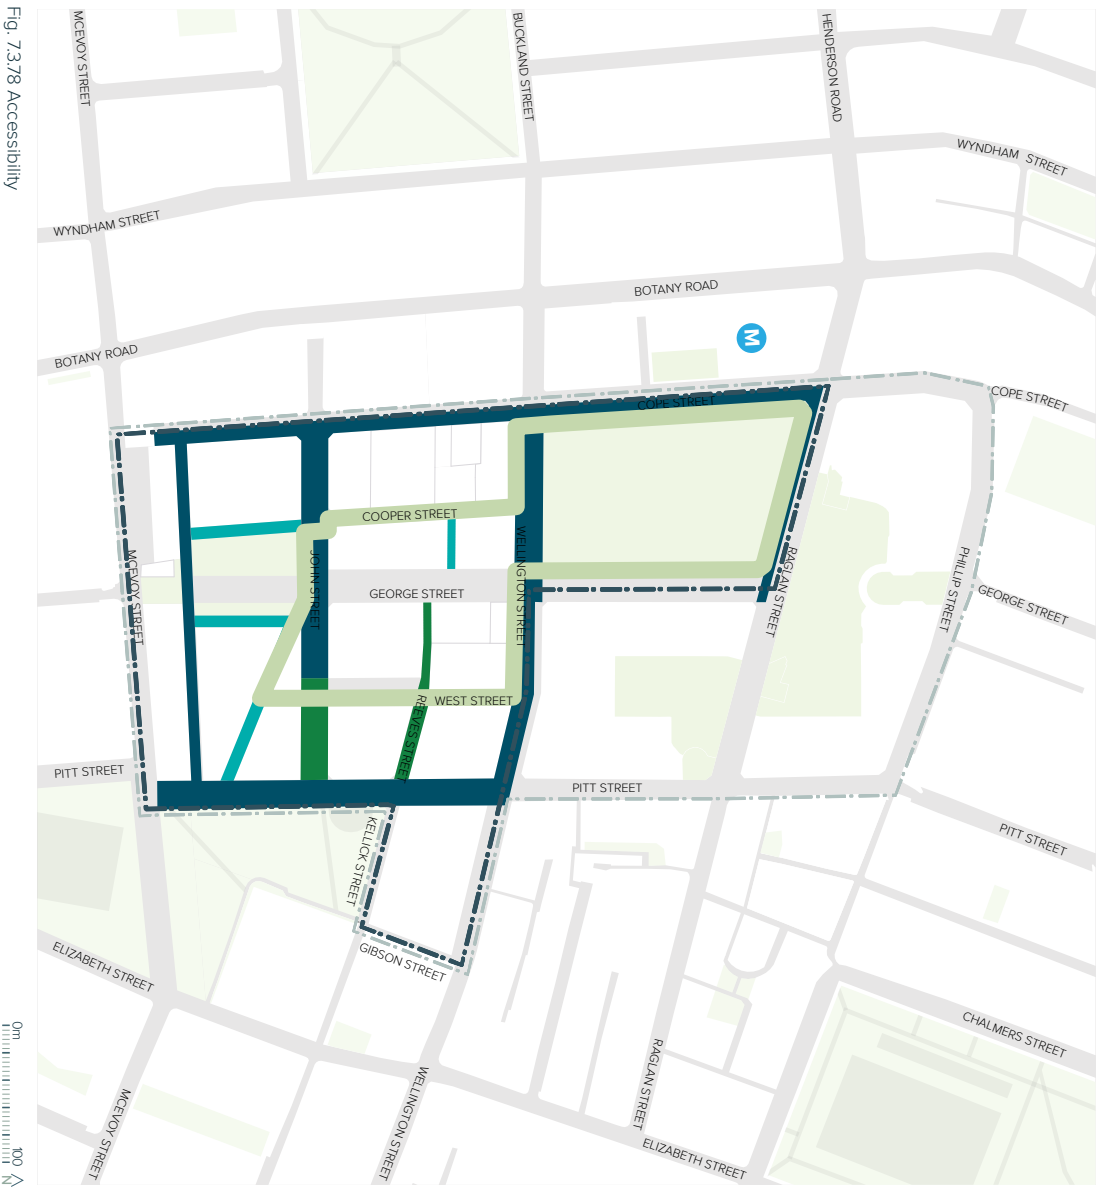 Fig. 7.3.78 Accessibility
MCEVOY STREET
BUCKLAND STREET
HENDERSON ROAD
WYNDHAM STREET
WYNDHAM STREET
BOTANY ROAD
BOTANY ROAD
M
COPE STREET
COPE STREET
COOPER STREET
JOHN STREET
WELLINGTON STREET
MCEVOY STREET
RAGLAN STREET
PHILLIP STREET
GEORGE STREET
GEORGE STREET
WEST STREET
REEVES STREET
PITT STREET
PITT STREET
PITT STREET
KELLICK STREET
GIBSON STREET
ELIZABETH STREET
CHALMERS STREET
MCEVOY STREET
WELLINGTON STREET
RAGLAN STREET
ELIZABETH STREET
0m
100
N